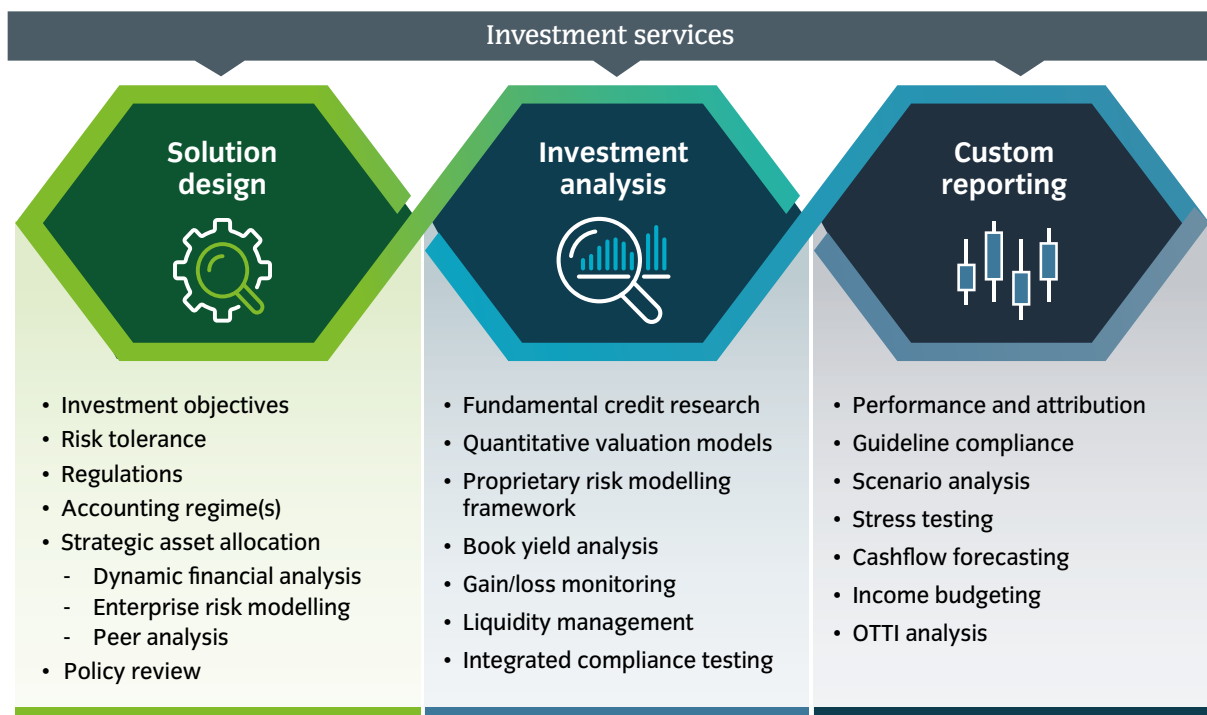 Investment services
Solution
design
• Investment objectives
• Risk tolerance
• Regulations
• Accounting regime(s)
• Strategic asset allocation
- Dynamic financial analysis
- Enterprise risk modelling
- Peer analysis
• Policy review
Investment
analysis
• Fundamental credit research
• Quantitative valuation models
• Proprietary risk modelling
framework
• Book yield analysis
• Gain/loss monitoring
• Liquidity management
• Integrated compliance testing
Custom
reporting
• Performance and attribution
• Guideline compliance
• Scenario analysis
• Stress testing
• Cashflow forecasting
• Income budgeting
• OTTI analysis